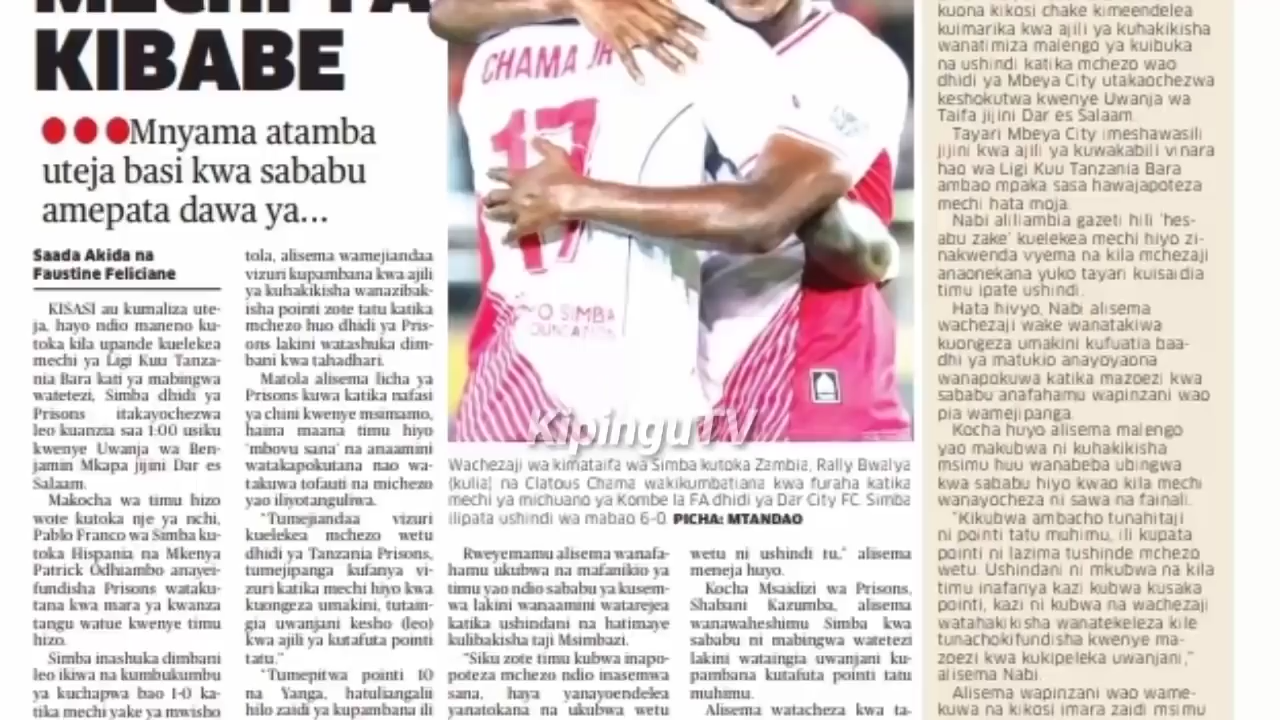 KIBABE
●●●Mnyama atamba
uteja basi kwa sababu
amepata dawa ya...
Saada Akida na
Faustine Feliciane
KISASI au kumaliza ute-
ja, hayo ndio maneno ku-
toka kila upande kuelekea
mechi ya Ligi Kuu Tanza-
nia Bara kati ya mabingwa
watetezi, Simba dhidi ya
Prisons itakayochezwa
leo kuanzia saa 1:00 usiku
kwenye Uwanja wa Ben-
jamin Mkapa jijini Dar es
Salaam.
Makocha wa timu hizo
wote kutoka nje ya nchi,
Pablo Franco wa Simba ku-
toka Hispania na Mkenya
Patrick Odhiambo anayei-
fundisha Prisons wataku-
tana kwa mara ya kwanza
tangu watue kwenye timu
hizo.
Simba inashuka dimbani
leo ikiwa na kumbukumbu
ya kuchapwa bao 1-0 ka-
tika mechi yake ya mwisho
tola, alisema wamejiandaa
vizuri kupambana kwa ajili
ya kuhakikisha wanazibak-
isha pointi zote tatu katika
mchezo huo dhidi ya Pris-
ons lakini watashuka dim-
bani kwa tahadhari.
Matola alisema licha ya
Prisons kuwa katika nafasi
ya chini kwenye msimamo,
haina maana timu hiyo
'mbovu sana' na anaamini
watakapokutana nao wa-
takuwa tofauti na michezo
yao iliyotanguliwa.
"Tumejiandaa vizuri
kuelekea mchezo wetu
dhidi ya Tanzania Prisons,
tumejipanga kufanya vi-
zuri katika mechi hiyo kwa
kuongeza umakini, tutain-
gia uwanjani kesho (leo)
kwa ajili ya kutafuta pointi
tatu."
"Tumepitwa pointi 10
na Yanga, hatuliangalii
hilo zaidi ya kupambana ili
CHAMA JR
17
MO SIMBA
FOUNDATION
KipinguTV
Wachezaji wa kimataifa wa Simba kutoka Zambia, Rally Bwalya
(kulia) na Clatous Chama wakikumbatiana kwa furaha katika
mechi ya michuano ya Kombe la FA dhidi ya Dar City FC. Simba
ilipata ushindi wa mabao 6-0. PICHA: MTANDAO
Rweyemamu alisema wanafa-
hamu ukubwa na mafanikio ya
timu yao ndio sababu ya kusem-
wa lakini wanaamini watarejea
katika ushindani na hatimaye
kulibakisha taji Msimbazi.
"Siku zote timu kubwa inapo-
poteza mchezo ndio inasemwa
sana, haya yanayoendelea
yanatokana na ukubwa wetu
wetu ni ushindi tu," alisema
meneja huyo.
Kocha Msaidizi wa Prisons,
Shabani Kazumba, alisema
wanawaheshimu Simba kwa
sababu ni mabingwa watetezi
lakini wataingia uwanjani ku-
pambana kutafuta pointi tatu
muhimu.
Alisema watacheza kwa ta-
kuona kikosi chake kimeendelea
kuimarika kwa ajili ya kuhakikisha
wanatimiza malengo ya kuibuka
na ushindi katika mchezo wao
dhidi ya Mbeya City utakaochezwa
keshokutwa kwenye Uwanja wa
Taifa jijini Dar es Salaam.
Tayari Mbeya City imeshawasili
jijini kwa ajili ya kuwakabili vinara
hao wa Ligi Kuu Tanzania Bara
ambao mpaka sasa hawajapoteza
mechi hata moja.
Nabi aliliambia gazeti hili 'hes-
abu zake' kuelekea mechi hiyo zi-
nakwenda vyema na kila mchezaji
anaonekana yuko tayari kuisaidia
timu ipate ushindi.
Hata hivyo, Nabi alisema
wachezaji wake wanatakiwa
kuongeza umakini kufuatia baa-
dhi ya matukio anayoyaona
wanapokuwa katika mazoezi kwa
sababu anafahamu wapinzani wao
pia wamejipanga.
Kocha huyo alisema malengo
yao makubwa ni kuhakikisha
msimu huu wanabeba ubingwa
kwa sababu hiyo kwao kila mechi
wanayocheza ni sawa na fainali.
"Kikubwa ambacho tunahitaji
ni pointi tatu muhimu, ili kupata
pointi ni lazima tushinde mchezo
wetu. Ushindani ni mkubwa na kila
timu inafanya kazi kubwa kusaka
pointi, kazi ni kubwa na wachezaji
watahakikisha wanatekeleza kile
tunachokifundisha kwenye ma-
zoezi kwa kukipeleka uwanjani,"
alisema Nabi.
Alisema wapinzani wao wame-
kuwa na kikosi imara zaidi msimu